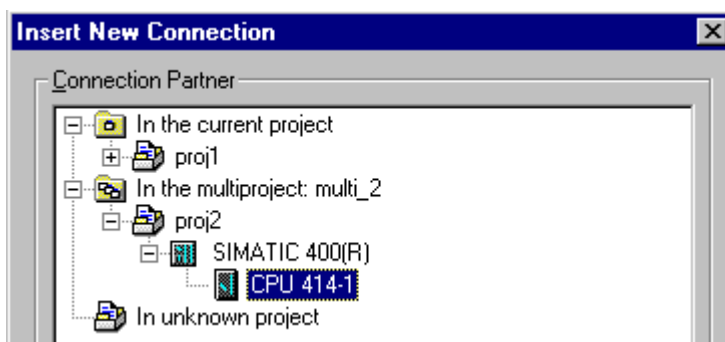 Insert New Connection
Connection Partner
In the current project
proj1
In the multiproject: multi_2
proj2
SIMATIC 400(R)
CPU 414-1
In unknown project